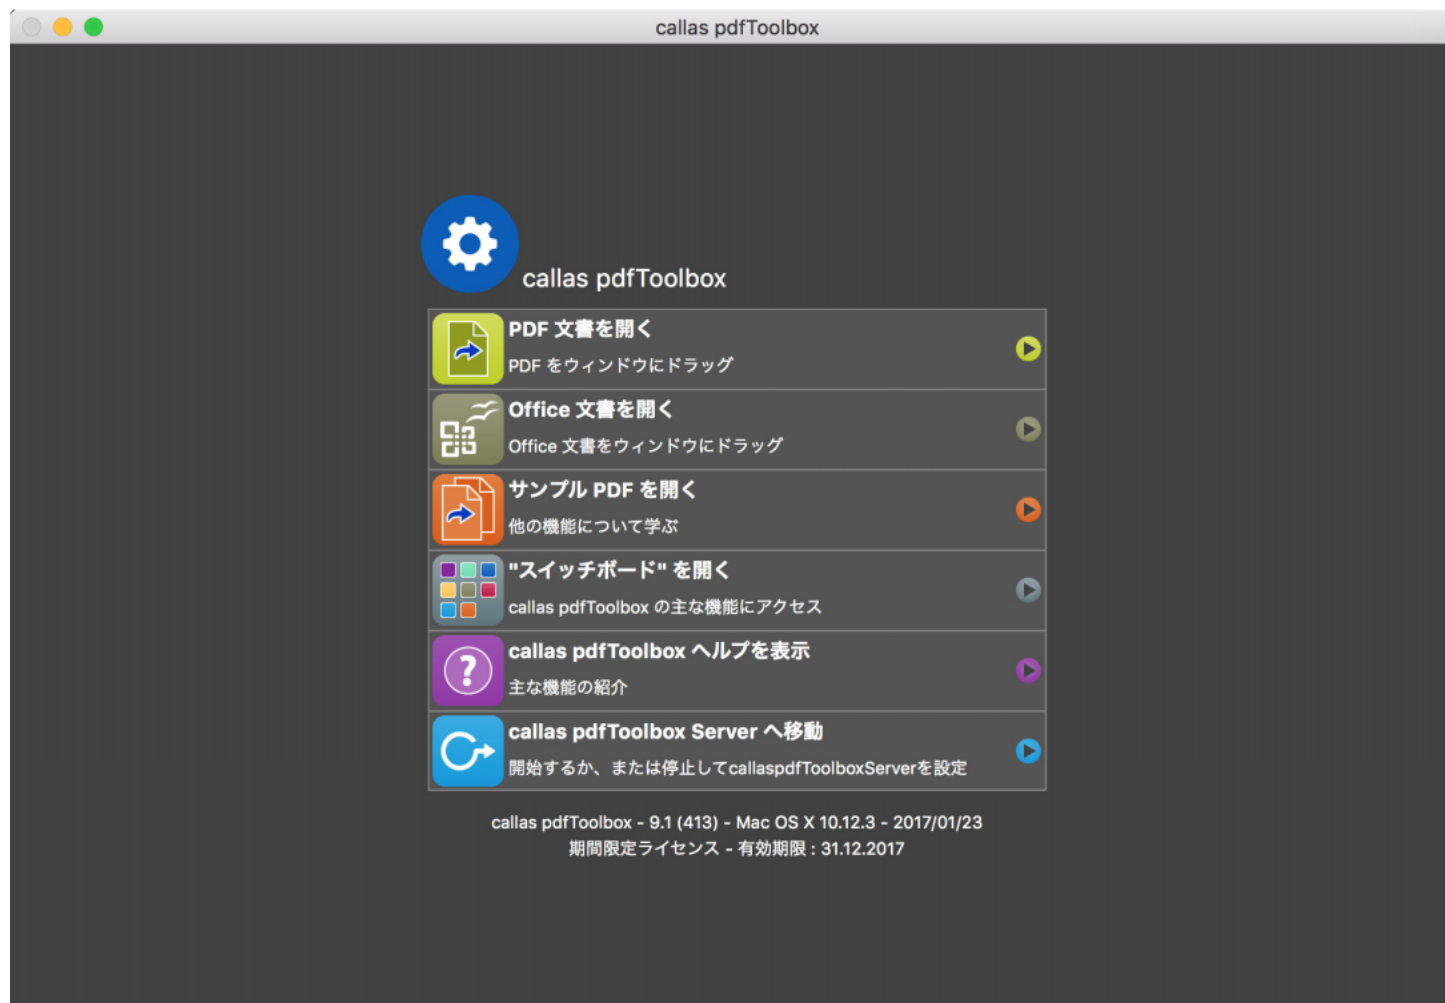 callas pdfToolbox
callas pdfToolbox
PDF 文書を開く
PDF をウィンドウにドラッグ
Office 文書を開く
Office 文書をウィンドウにドラッグ
サンプル PDF を開く
他の機能について学ぶ
"スイッチボード" を開く
callas pdfToolbox の主な機能にアクセス
?
callas pdfToolbox ヘルプを表示
主な機能の紹介
callas pdfToolbox Server へ移動
開始するか、または停止してcallaspdfToolboxServerを設定
callas pdfToolbox - 9.1 (413) - Mac OS X 10.12.3 - 2017/01/23
期間限定ライセンス - 有効期限 : 31.12.2017